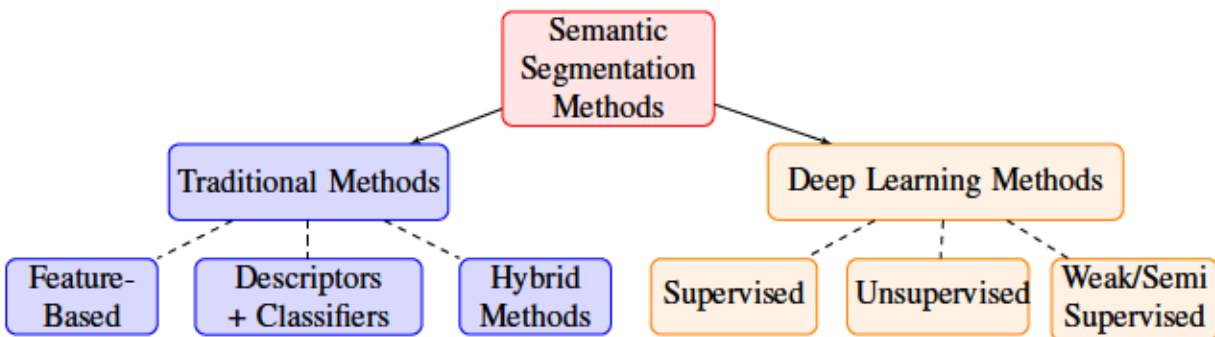 Semantic
Segmentation
Methods
Traditional Methods
Deep Learning Methods
Feature-
Based
Descriptors
+ Classifiers
Hybrid
Methods
Supervised
Unsupervised
Weak/Semi
Supervised